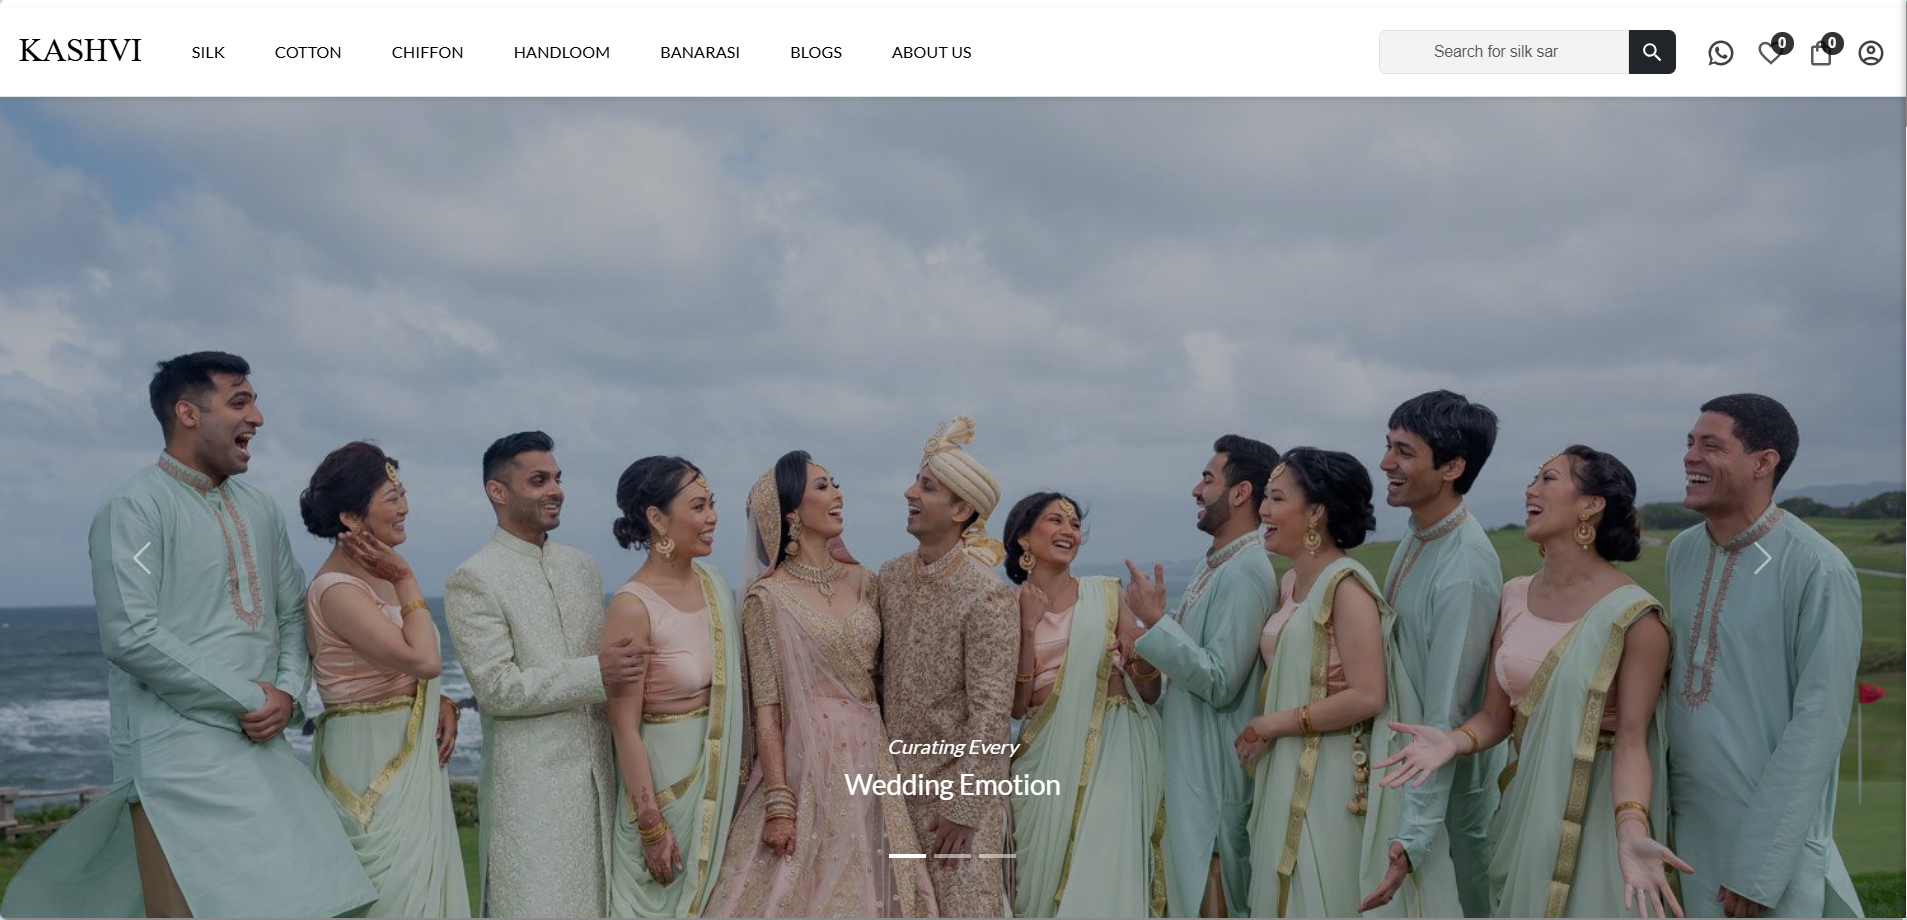 KASHVI
SILK
COTTON
CHIFFON
HANDLOOM
BANARASI
BLOGS
ABOUT US
Search for silk sar
0
0
Curating Every
Wedding Emotion